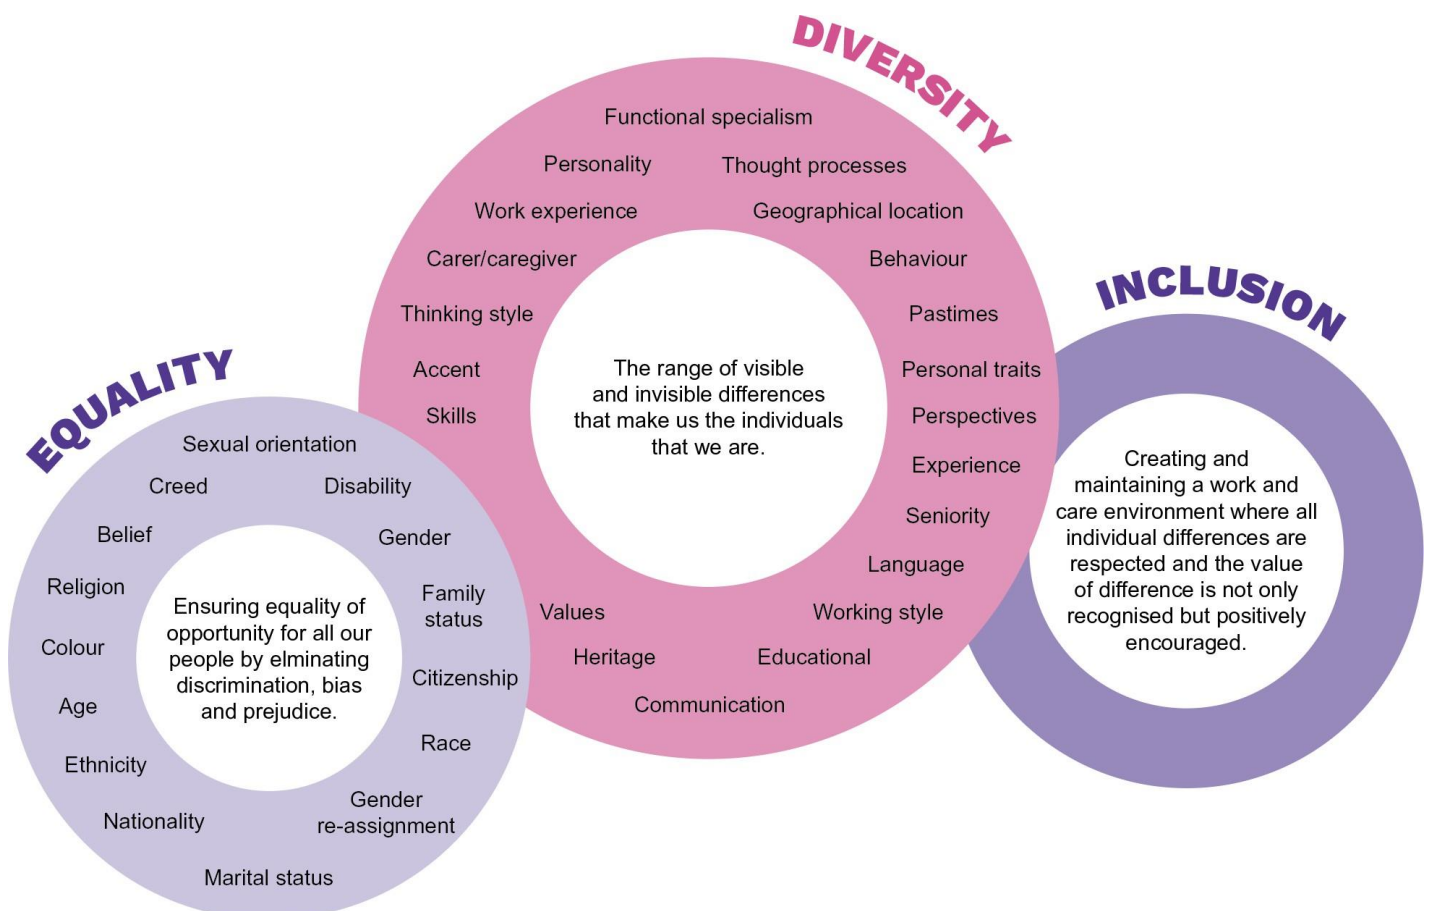 EQUALITY
Sexual orientation
Creed
Disability
Belief
Gender
Religion
Family
status
Colour
Citizenship
Age
Race
Ethnicity
Gender
re-assignment
Nationality
Marital status
Ensuring equality of
opportunity for all our
people by elminating
discrimination, bias
and prejudice.
DIVERSITY
Functional specialism
Personality
Thought processes
Work experience
Geographical location
Carer/caregiver
Behaviour
Thinking style
Pastimes
Accent
Personal traits
Skills
Perspectives
Experience
Seniority
Language
Values
Working style
Heritage
Educational
Communication
The range of visible
and invisible differences
that make us the individuals
that we are.
INCLUSION
Creating and
maintaining a work and
care environment where all
individual differences are
respected and the value
of difference is not only
recognised but positively
encouraged.